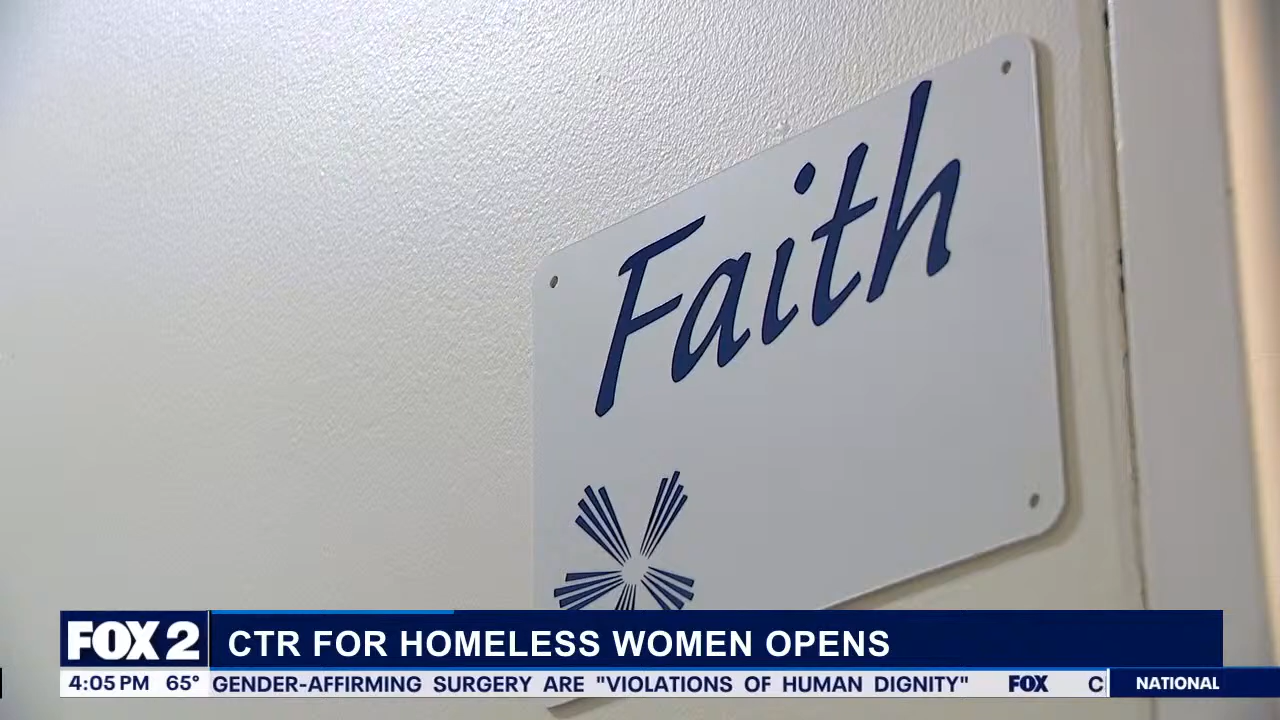 Faith
FOX 2 CTR FOR HOMELESS WOMEN OPENS
4:05 PM 65° GENDER-AFFIRMING SURGERY ARE "VIOLATIONS OF HUMAN DIGNITY" FOX C NATIONAL